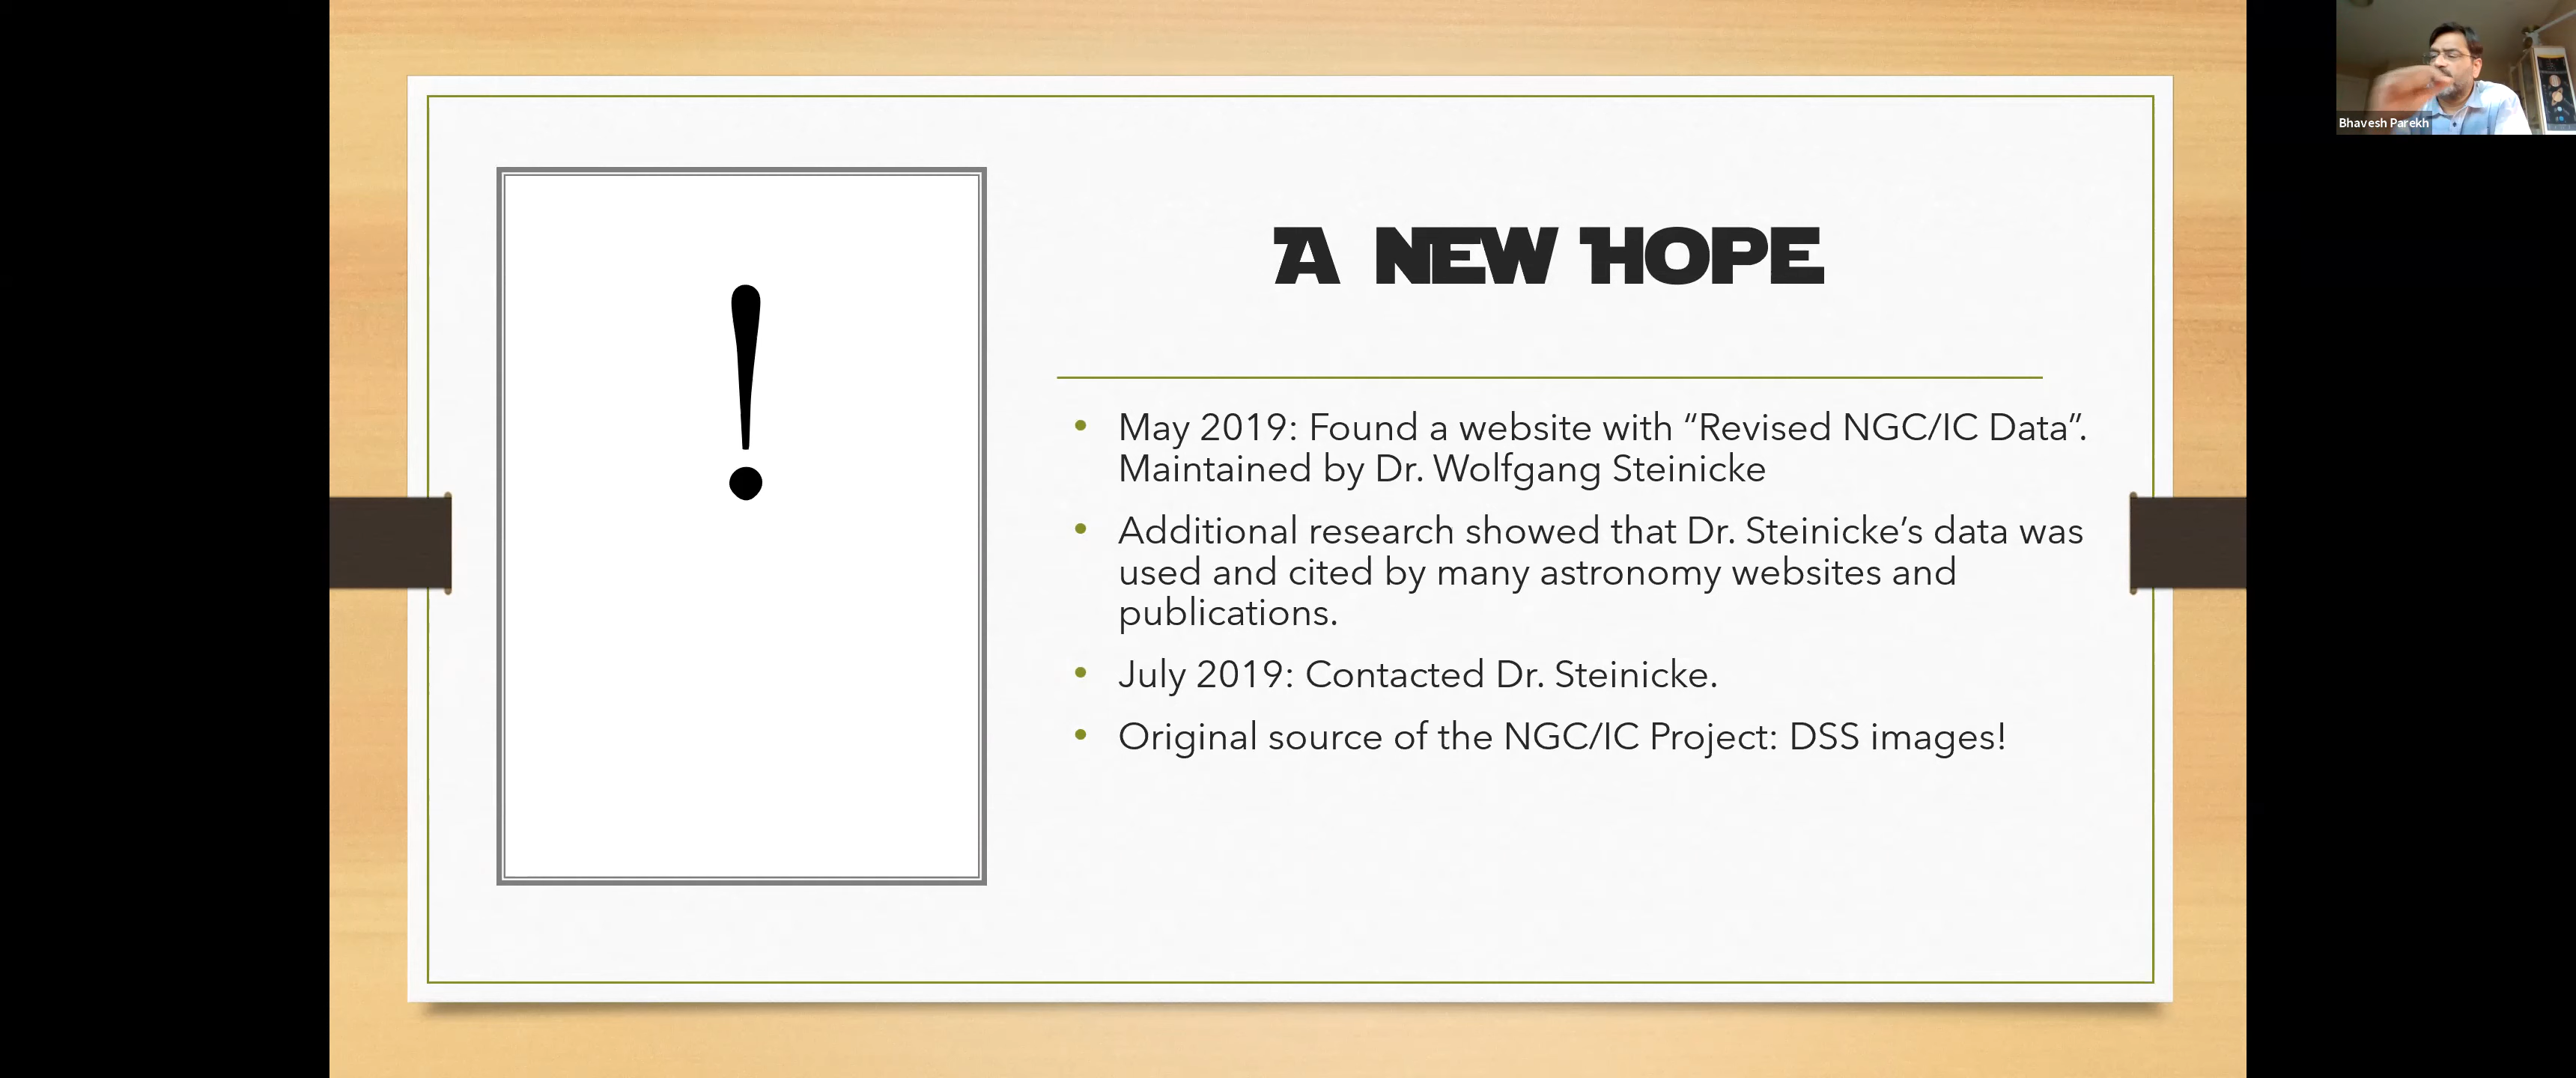 !
A NEW HOPE
• May 2019: Found a website with “Revised NGC/IC Data”.
Maintained by Dr. Wolfgang Steinicke
• Additional research showed that Dr. Steinicke’s data was
used and cited by many astronomy websites and
publications.
• July 2019: Contacted Dr. Steinicke.
• Original source of the NGC/IC Project: DSS images!
Bhavesh Parekh